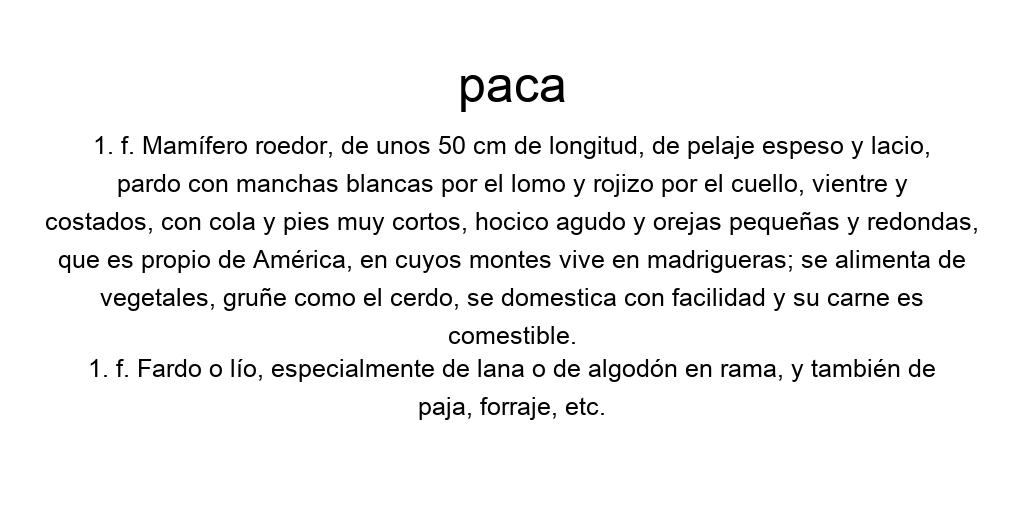 paca
1. f. Mamífero roedor, de unos 50 cm de longitud, de pelaje espeso y lacio,
pardo con manchas blancas por el lomo y rojizo por el cuello, vientre y
costados, con cola y pies muy cortos, hocico agudo y orejas pequeñas y redondas,
que es propio de América, en cuyos montes vive en madrigueras; se alimenta de
vegetales, gruñe como el cerdo, se domestica con facilidad y su carne es
comestible.
1. f. Fardo o lío, especialmente de lana o de algodón en rama, y también de
paja, forraje, etc.